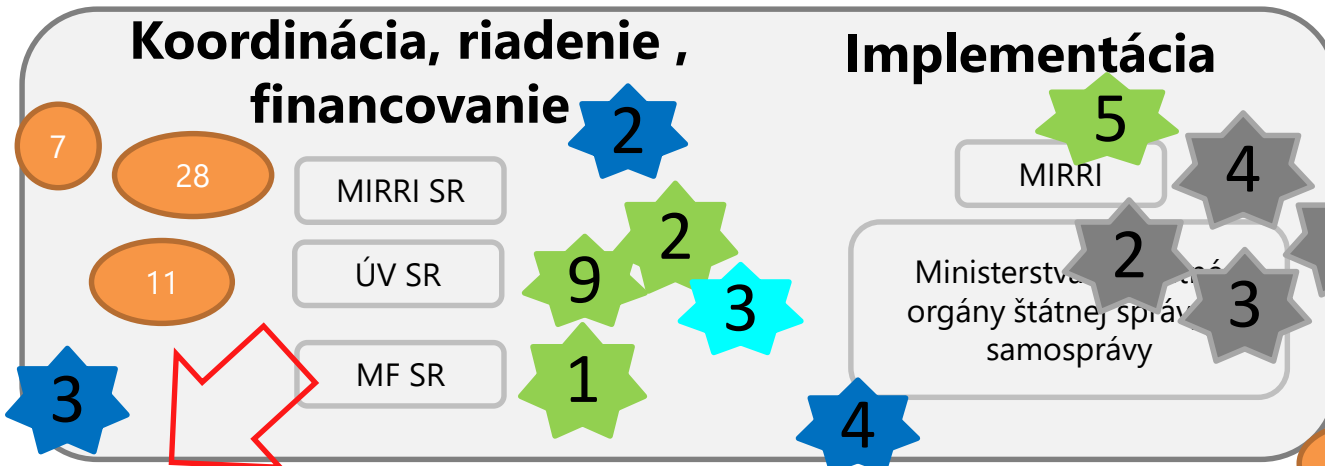 Koordinácia, riadenie ,
financovanie
Implementácia
2
5
7
28
MIRRI SR
MIRRI
4
11
ÚV SR
9
2
3
2
3
orgány štátnej
samosprávy
3
MF SR
1
4